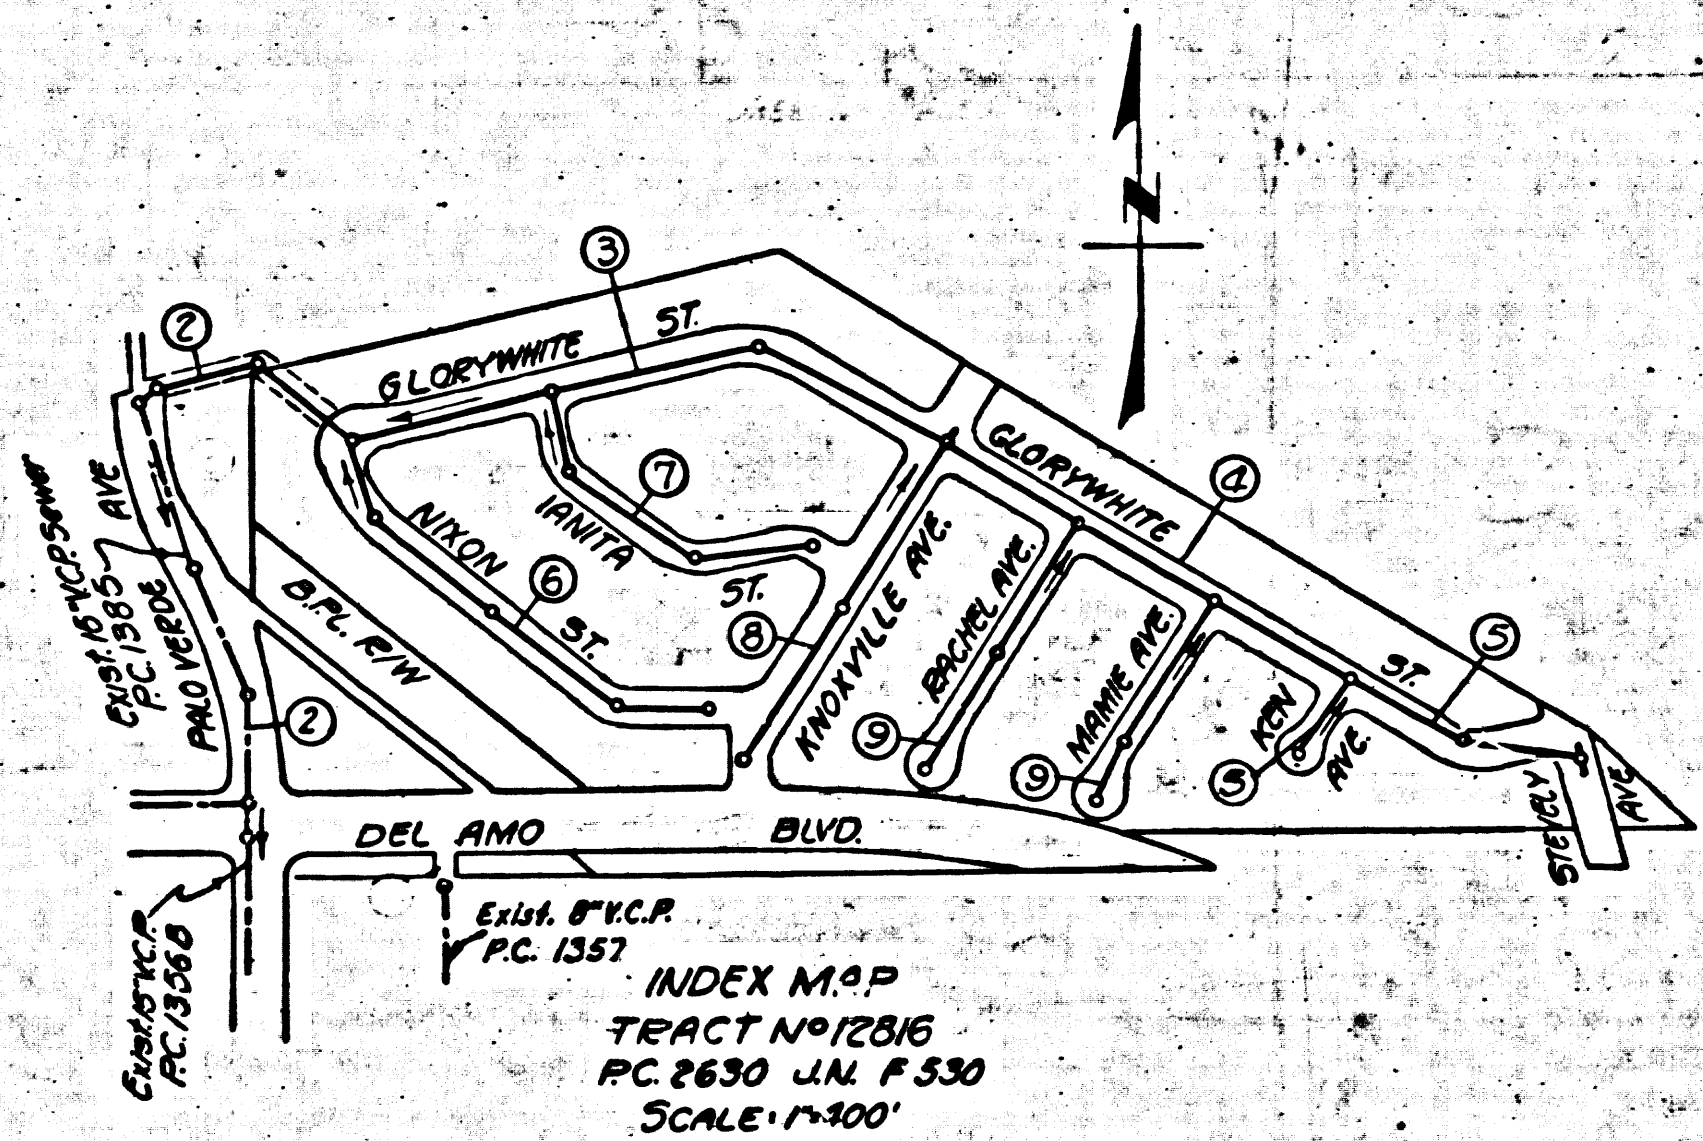 N
3
2
GLORYWHITE ST.
GLORYWHITE ST.
4
7
IANITA ST.
NIXON ST.
6
8
KNOXVILLE AVE.
RACHEL AVE.
9
MAMIE AVE.
9
KEN AVE.
5
5
STEVELY AVE
B.P.L. R/W
EXIST. 15" V.C.P. Sewer
P.C. 1385
PALO VERDE AVE
2
DEL AMO BLVD.
Exist. 15" V.C.P.
P.C. 1356B
Exist. 8" V.C.P.
P.C. 1357
INDEX MAP
TRACT No 12816
P.C. 2630 J.N. F 530
SCALE: 1"=